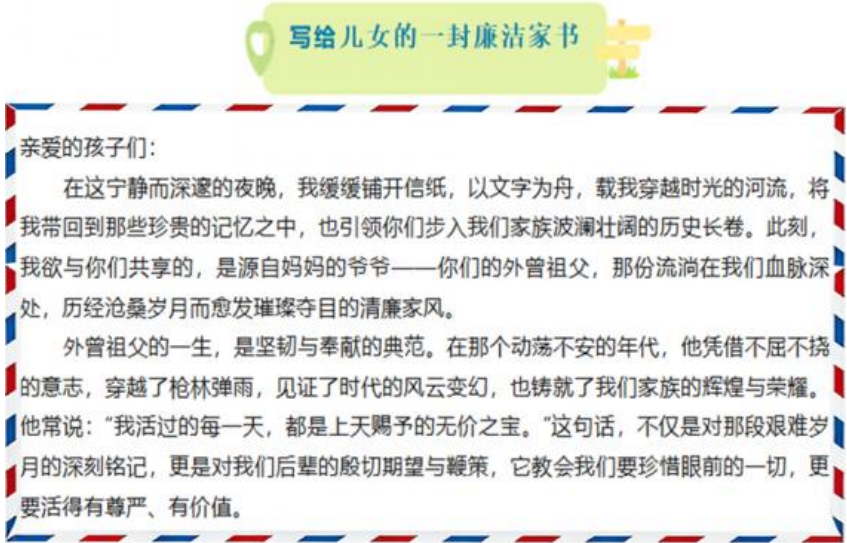 写给儿女的一封廉洁家书
亲爱的孩子们：
在这宁静而深邃的夜晚，我缓缓铺开信纸，以文字为舟，载我穿越时光的河流，将
我带回到那些珍贵的记忆之中，也引领你们步入我们家族波澜壮阔的历史长卷。此刻，
我欲与你们共享的，是源自妈妈的爷爷——你们的外曾祖父，那份流淌在我们血脉深
处，历经沧桑岁月而愈发璀璨夺目的清廉家风。
外曾祖父的一生，是坚韧与奉献的典范。在那个动荡不安的年代，他凭借不屈不挠
的意志，穿越了枪林弹雨，见证了时代的风云变幻，也铸就了我们家族的辉煌与荣耀。
他常说：“我活过的每一天，都是上天赐予的无价之宝。”这句话，不仅是对那段艰难岁
月的深刻铭记，更是对我们后辈的殷切期望与鞭策，它教会我们要珍惜眼前的一切，更
要活得有尊严、有价值。